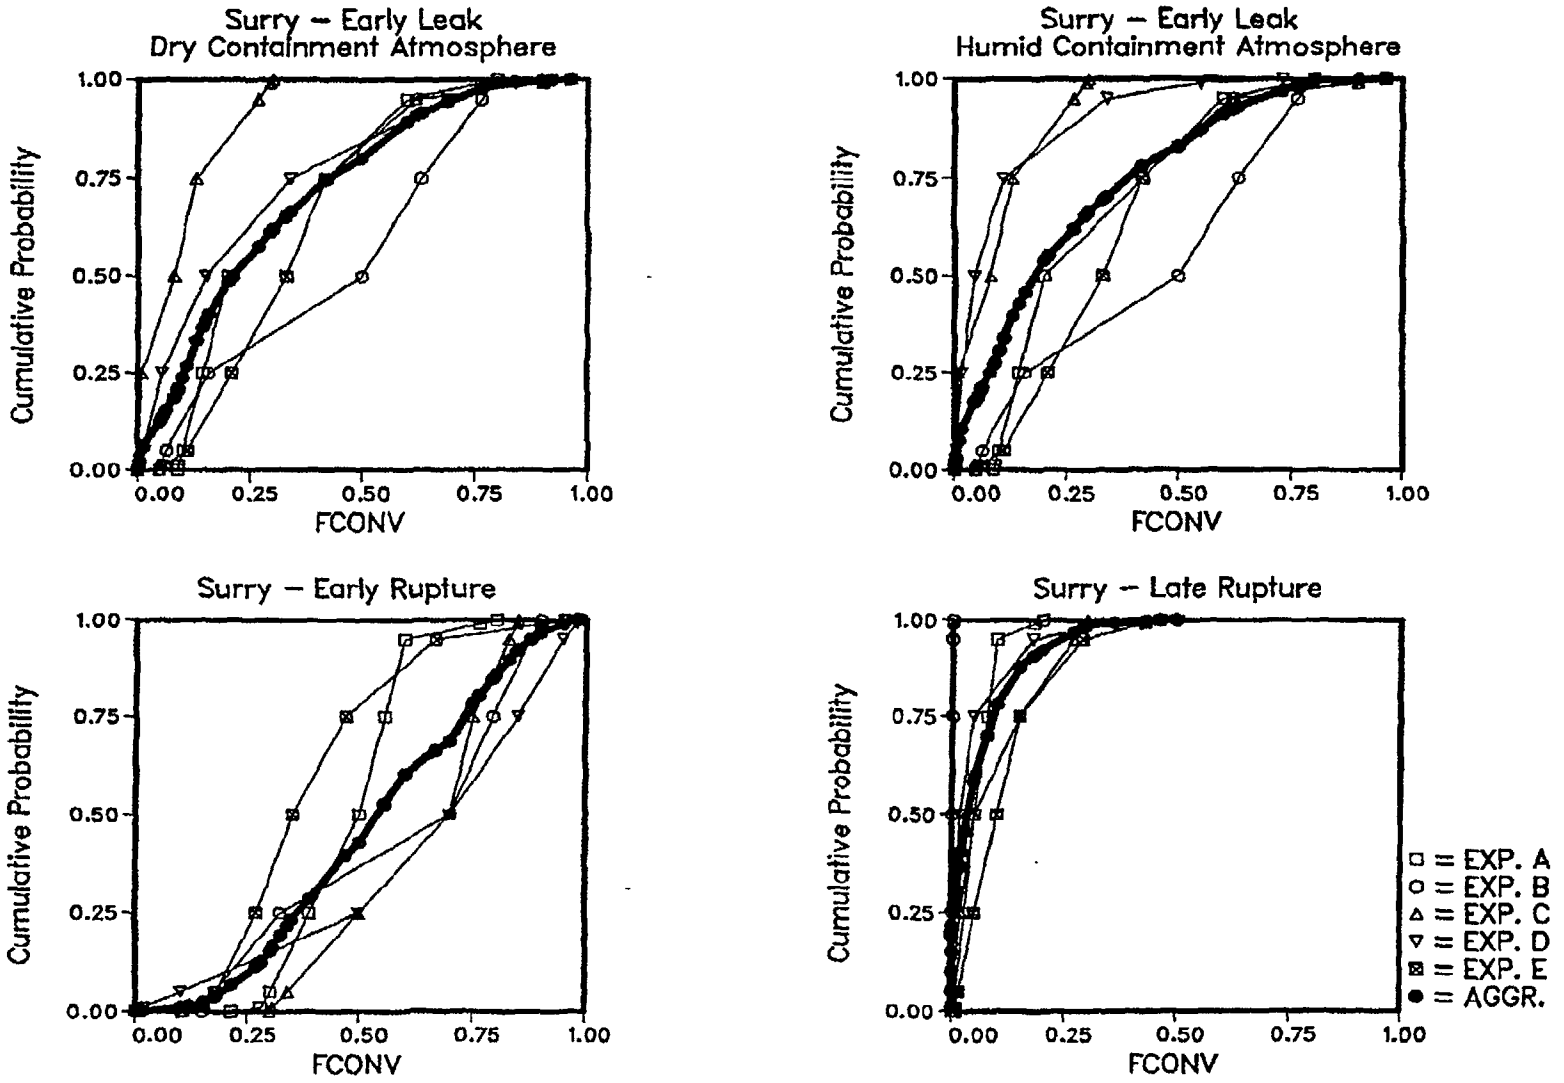 Surry – Early Leak
Dry Containment Atmosphere
1.00
0.75
0.50
0.25
0.00
Cumulative Probability
0.00 0.25 0.50 0.75 1.00
FCONV
Surry – Early Leak
Humid Containment Atmosphere
1.00
0.75
0.50
0.25
0.00
Cumulative Probability
0.00 0.25 0.50 0.75 1.00
FCONV
Surry – Early Rupture
1.00
0.75
0.50
0.25
0.00
Cumulative Probability
0.00 0.25 0.50 0.75 1.00
FCONV
Surry – Late Rupture
1.00
0.75
0.50
0.25
0.00
Cumulative Probability
0.00 0.25 0.50 0.75 1.00
FCONV
= EXP. A
= EXP. B
= EXP. C
= EXP. D
= EXP. E
= AGGR.